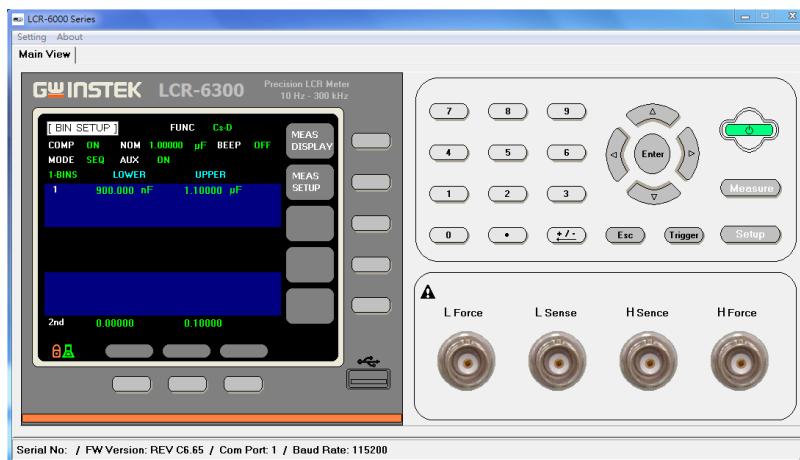 LCR-6000 Series
Setting About
Main View
GWINSTEK LCR-6300 Precision LCR Meter
10 Hz - 300 kHz
[ BIN SETUP ] FUNC Cs-D
COMP ON NOM 1.00000 µF BEEP OFF
MODE SEQ AUX ON
1-BINS LOWER UPPER
1 900.000 nF 1.10000 µF
2nd 0.00000 0.10000
MEAS
DISPLAY
MEAS
SETUP
7 8 9
4 5 6 Enter
1 2 3 Measure
0 • +/- Esc Trigger Setup
L Force L Sense H Sence H Force
Serial No: / FW Version: REV C6.65 / Com Port: 1 / Baud Rate: 115200